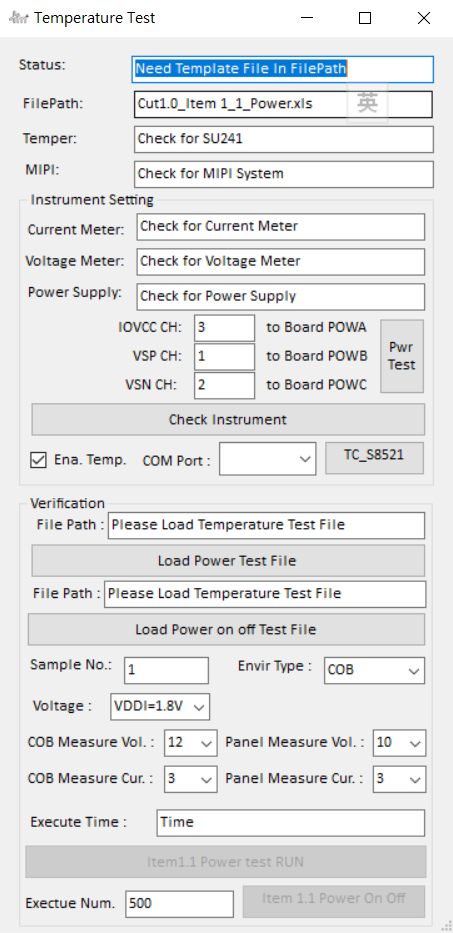 Temperature Test
Status: Need Template File In FilePath
FilePath: Cut1.0_Item 1_1_Power.xls
英
Temper: Check for SU241
MIPI: Check for MIPI System
Instrument Setting
Current Meter: Check for Current Meter
Voltage Meter: Check for Voltage Meter
Power Supply: Check for Power Supply
IOVCC CH: 3 to Board POWA
VSP CH: 1 to Board POWB
VSN CH: 2 to Board POWC
Pwr
Test
Check Instrument
Ena. Temp. COM Port : TC_S8521
Verification
File Path : Please Load Temperature Test File
Load Power Test File
File Path : Please Load Temperature Test File
Load Power on off Test File
Sample No.: 1 Envir Type : COB
Voltage : VDDI=1.8V
COB Measure Vol. : 12 Panel Measure Vol. : 10
COB Measure Cur. : 3 Panel Measure Cur. : 3
Execute Time : Time
Item1.1 Power test RUN
Exectue Num. 500 Item 1.1 Power On Off